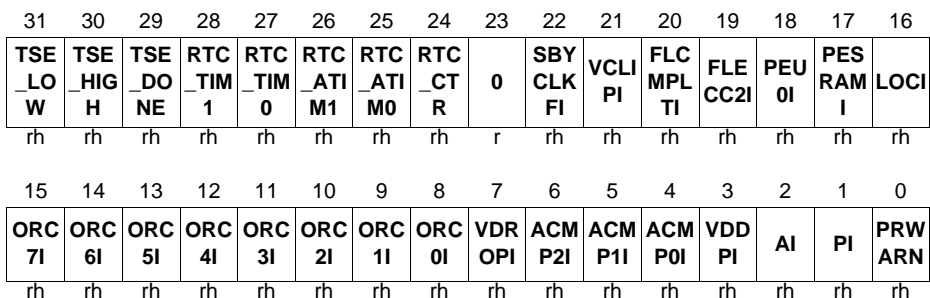 31 30 29 28 27 26 25 24 23 22 21 20 19 18 17 16
TSE TSE TSE RTC RTC RTC RTC RTC 0 SBY VCLI FLC FLE PEU PES LOCI
_LO _HIG _DO _TIM _TIM _ATI _ATI _CT CLK PI MPL CC2I 0I RAM
W H NE 1 0 M1 M0 R FI TI I
rh rh rh rh rh rh rh rh r rh rh rh rh rh rh rh
15 14 13 12 11 10 9 8 7 6 5 4 3 2 1 0
ORC ORC ORC ORC ORC ORC ORC ORC VDR ACM ACM ACM VDD AI PI PRW
7I 6I 5I 4I 3I 2I 1I 0I OPI P2I P1I P0I PI ARN
rh rh rh rh rh rh rh rh rh rh rh rh rh rh rh rh